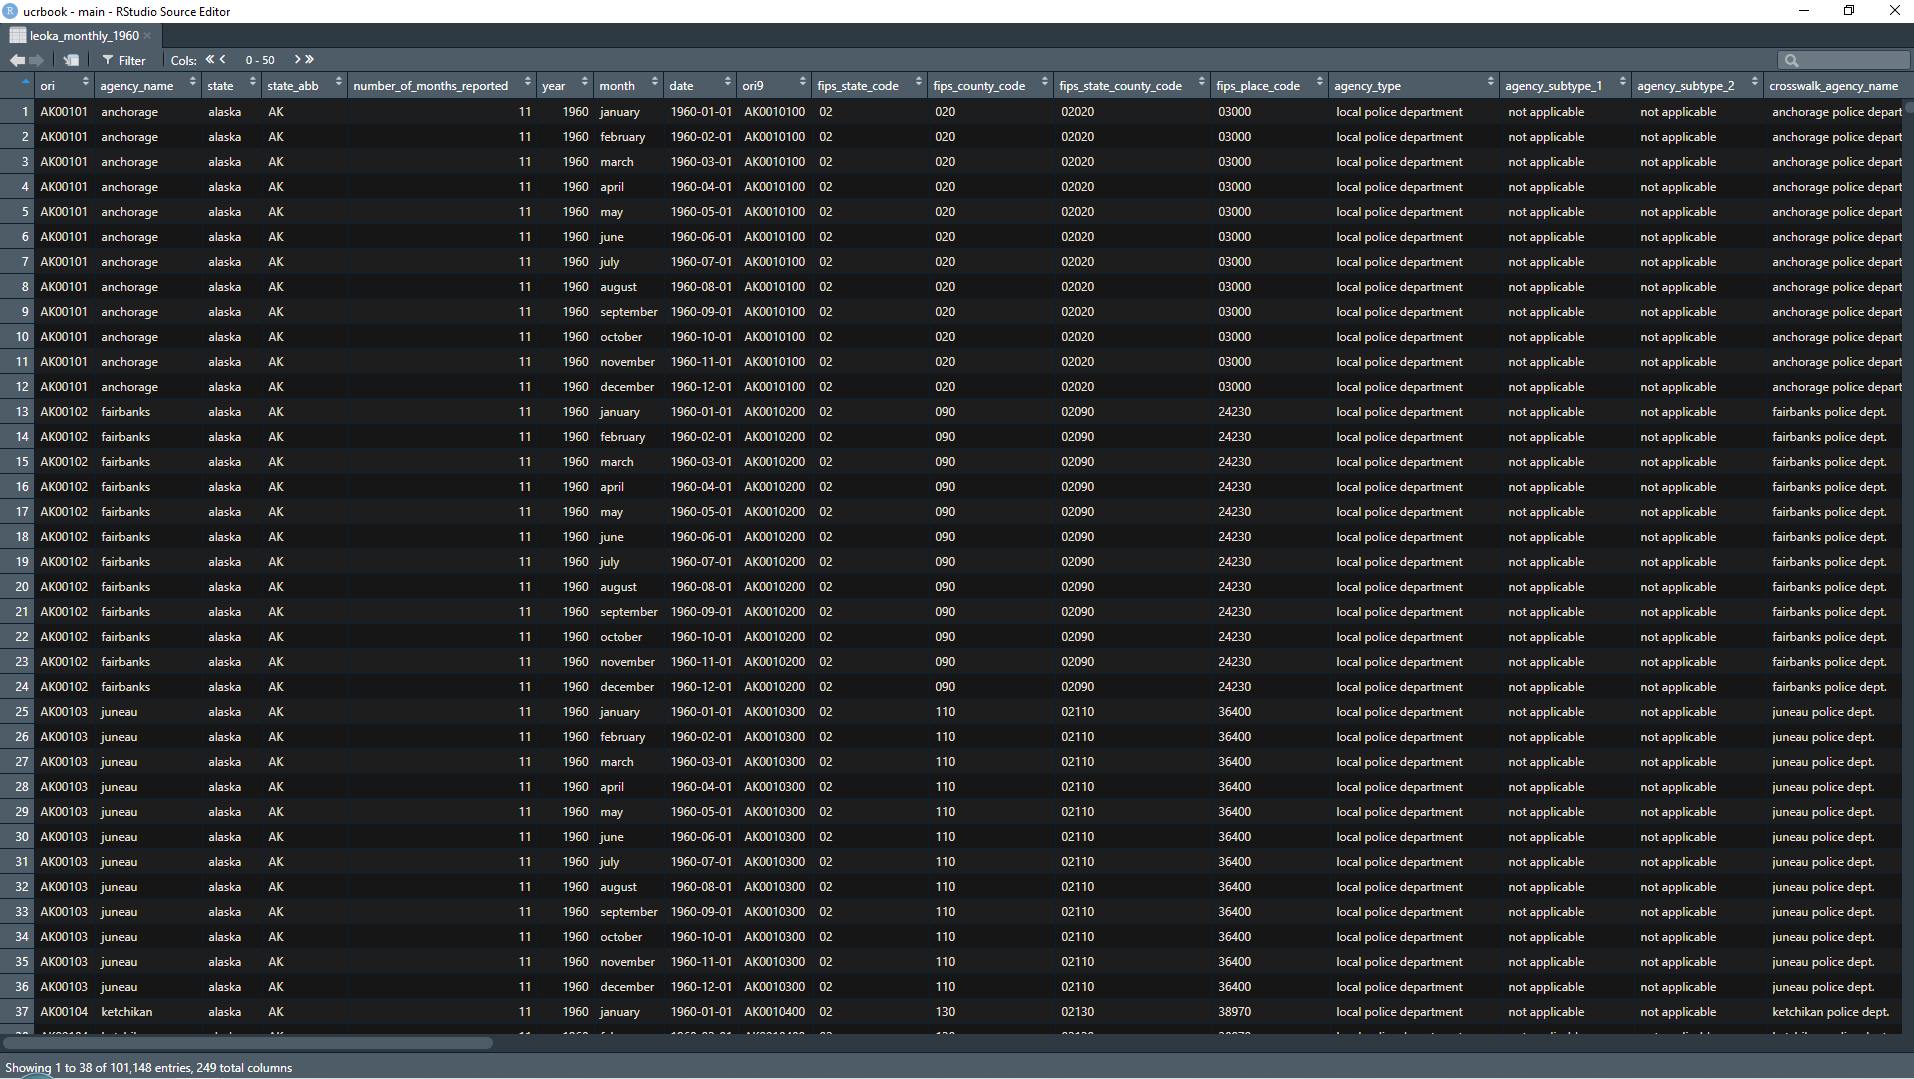 ucrbook - main - RStudio Source Editor
leoka_monthly_1960
Filter Cols: 0 - 50
ori agency_name state state_abb number_of_months_reported year month date ori9 fips_state_code fips_county_code fips_state_county_code fips_place_code agency_type agency_subtype_1 agency_subtype_2 crosswalk_agency_name
1 AK00101 anchorage alaska AK 11 1960 january 1960-01-01 AK0010100 02 020 02020 03000 local police department not applicable not applicable anchorage police depart
2 AK00101 anchorage alaska AK 11 1960 february 1960-02-01 AK0010100 02 020 02020 03000 local police department not applicable not applicable anchorage police depart
3 AK00101 anchorage alaska AK 11 1960 march 1960-03-01 AK0010100 02 020 02020 03000 local police department not applicable not applicable anchorage police depart
4 AK00101 anchorage alaska AK 11 1960 april 1960-04-01 AK0010100 02 020 02020 03000 local police department not applicable not applicable anchorage police depart
5 AK00101 anchorage alaska AK 11 1960 may 1960-05-01 AK0010100 02 020 02020 03000 local police department not applicable not applicable anchorage police depart
6 AK00101 anchorage alaska AK 11 1960 june 1960-06-01 AK0010100 02 020 02020 03000 local police department not applicable not applicable anchorage police depart
7 AK00101 anchorage alaska AK 11 1960 july 1960-07-01 AK0010100 02 020 02020 03000 local police department not applicable not applicable anchorage police depart
8 AK00101 anchorage alaska AK 11 1960 august 1960-08-01 AK0010100 02 020 02020 03000 local police department not applicable not applicable anchorage police depart
9 AK00101 anchorage alaska AK 11 1960 september 1960-09-01 AK0010100 02 020 02020 03000 local police department not applicable not applicable anchorage police depart
10 AK00101 anchorage alaska AK 11 1960 october 1960-10-01 AK0010100 02 020 02020 03000 local police department not applicable not applicable anchorage police depart
11 AK00101 anchorage alaska AK 11 1960 november 1960-11-01 AK0010100 02 020 02020 03000 local police department not applicable not applicable anchorage police depart
12 AK00101 anchorage alaska AK 11 1960 december 1960-12-01 AK0010100 02 020 02020 03000 local police department not applicable not applicable anchorage police depart
13 AK00102 fairbanks alaska AK 11 1960 january 1960-01-01 AK0010200 02 090 02090 24230 local police department not applicable not applicable fairbanks police dept.
14 AK00102 fairbanks alaska AK 11 1960 february 1960-02-01 AK0010200 02 090 02090 24230 local police department not applicable not applicable fairbanks police dept.
15 AK00102 fairbanks alaska AK 11 1960 march 1960-03-01 AK0010200 02 090 02090 24230 local police department not applicable not applicable fairbanks police dept.
16 AK00102 fairbanks alaska AK 11 1960 april 1960-04-01 AK0010200 02 090 02090 24230 local police department not applicable not applicable fairbanks police dept.
17 AK00102 fairbanks alaska AK 11 1960 may 1960-05-01 AK0010200 02 090 02090 24230 local police department not applicable not applicable fairbanks police dept.
18 AK00102 fairbanks alaska AK 11 1960 june 1960-06-01 AK0010200 02 090 02090 24230 local police department not applicable not applicable fairbanks police dept.
19 AK00102 fairbanks alaska AK 11 1960 july 1960-07-01 AK0010200 02 090 02090 24230 local police department not applicable not applicable fairbanks police dept.
20 AK00102 fairbanks alaska AK 11 1960 august 1960-08-01 AK0010200 02 090 02090 24230 local police department not applicable not applicable fairbanks police dept.
21 AK00102 fairbanks alaska AK 11 1960 september 1960-09-01 AK0010200 02 090 02090 24230 local police department not applicable not applicable fairbanks police dept.
22 AK00102 fairbanks alaska AK 11 1960 october 1960-10-01 AK0010200 02 090 02090 24230 local police department not applicable not applicable fairbanks police dept.
23 AK00102 fairbanks alaska AK 11 1960 november 1960-11-01 AK0010200 02 090 02090 24230 local police department not applicable not applicable fairbanks police dept.
24 AK00102 fairbanks alaska AK 11 1960 december 1960-12-01 AK0010200 02 090 02090 24230 local police department not applicable not applicable fairbanks police dept.
25 AK00103 juneau alaska AK 11 1960 january 1960-01-01 AK0010300 02 110 02110 36400 local police department not applicable not applicable juneau police dept.
26 AK00103 juneau alaska AK 11 1960 february 1960-02-01 AK0010300 02 110 02110 36400 local police department not applicable not applicable juneau police dept.
27 AK00103 juneau alaska AK 11 1960 march 1960-03-01 AK0010300 02 110 02110 36400 local police department not applicable not applicable juneau police dept.
28 AK00103 juneau alaska AK 11 1960 april 1960-04-01 AK0010300 02 110 02110 36400 local police department not applicable not applicable juneau police dept.
29 AK00103 juneau alaska AK 11 1960 may 1960-05-01 AK0010300 02 110 02110 36400 local police department not applicable not applicable juneau police dept.
30 AK00103 juneau alaska AK 11 1960 june 1960-06-01 AK0010300 02 110 02110 36400 local police department not applicable not applicable juneau police dept.
31 AK00103 juneau alaska AK 11 1960 july 1960-07-01 AK0010300 02 110 02110 36400 local police department not applicable not applicable juneau police dept.
32 AK00103 juneau alaska AK 11 1960 august 1960-08-01 AK0010300 02 110 02110 36400 local police department not applicable not applicable juneau police dept.
33 AK00103 juneau alaska AK 11 1960 september 1960-09-01 AK0010300 02 110 02110 36400 local police department not applicable not applicable juneau police dept.
34 AK00103 juneau alaska AK 11 1960 october 1960-10-01 AK0010300 02 110 02110 36400 local police department not applicable not applicable juneau police dept.
35 AK00103 juneau alaska AK 11 1960 november 1960-11-01 AK0010300 02 110 02110 36400 local police department not applicable not applicable juneau police dept.
36 AK00103 juneau alaska AK 11 1960 december 1960-12-01 AK0010300 02 110 02110 36400 local police department not applicable not applicable juneau police dept.
37 AK00104 ketchikan alaska AK 11 1960 january 1960-01-01 AK0010400 02 130 02130 38970 local police department not applicable not applicable ketchikan police dept.
Showing 1 to 38 of 101,148 entries, 249 total columns